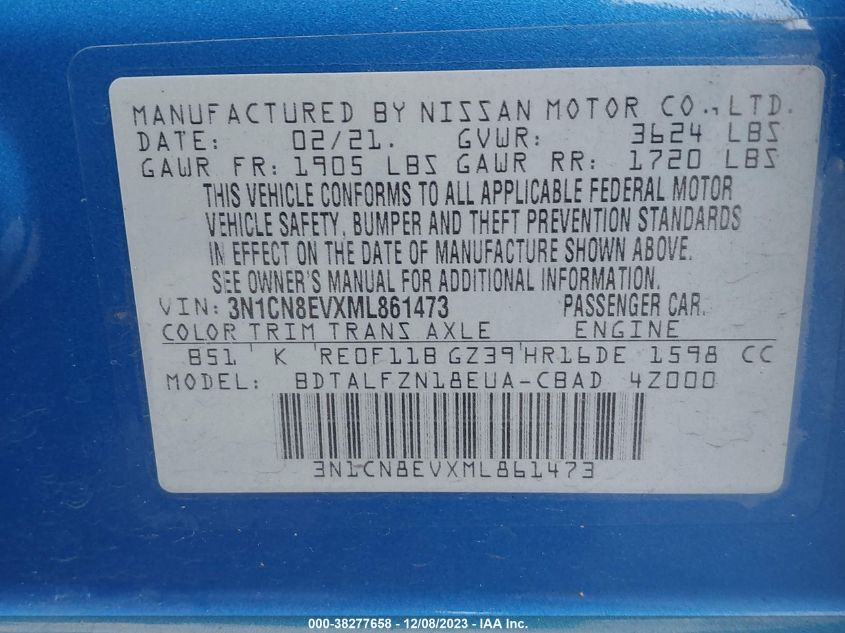 MANUFACTURED BY NISSAN MOTOR CO., LTD.
DATE: 02/21. GVWR: 3624 LBS
GAWR FR: 1905 LBS GAWR RR: 1720 LBS
THIS VEHICLE CONFORMS TO ALL APPLICABLE FEDERAL MOTOR
VEHICLE SAFETY, BUMPER AND THEFT PREVENTION STANDARDS
IN EFFECT ON THE DATE OF MANUFACTURE SHOWN ABOVE.
SEE OWNER'S MANUAL FOR ADDITIONAL INFORMATION.
VIN: 3N1CN8EVXML861473 PASSENGER CAR.
COLOR TRIM TRANS AXLE ENGINE
B51 K RE0F11B GZ39 HR16DE 1598 CC
MODEL: BDTALFZN18EUA-CBAD 4Z000
3N1CN8EVXML861473
000-38277658 - 12/08/2023 - IAA Inc.